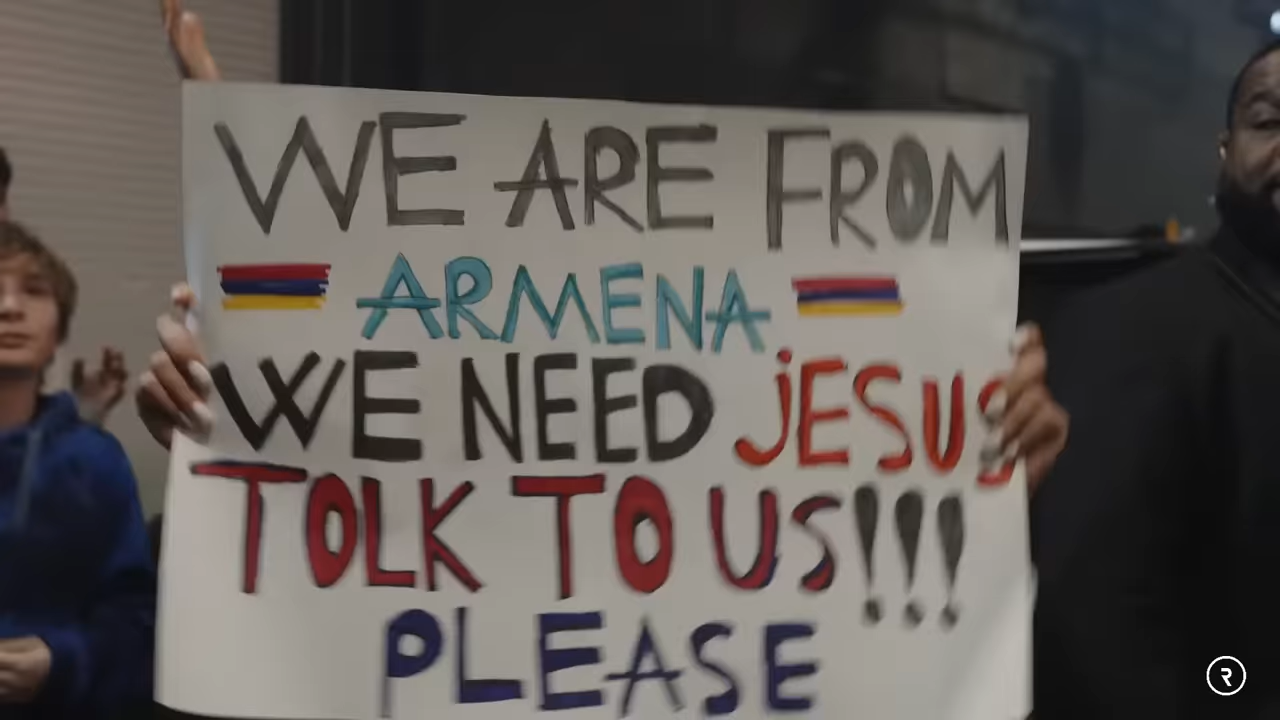 WE ARE FROM
ARMENA
WE NEED jESUS
TOLK TO US!!!
PLEASE